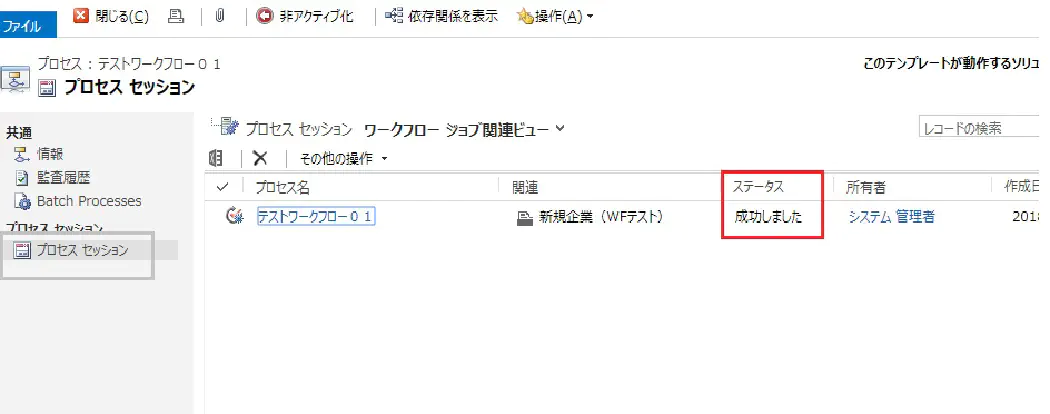 ファイル
閉じる(C) 非アクティブ化 依存関係を表示 操作(A)
プロセス : テストワークフロー０１
プロセス セッション
このテンプレートが動作するソリュ
共通
情報
監査履歴
Batch Processes
プロセス セッション
プロセス セッション
プロセス セッション ワークフロー ジョブ関連ビュー
レコードの検索
その他の操作
プロセス名 関連 ステータス 所有者 作成日
テストワークフロー０１ 新規企業（WFテスト） 成功しました システム 管理者 2018